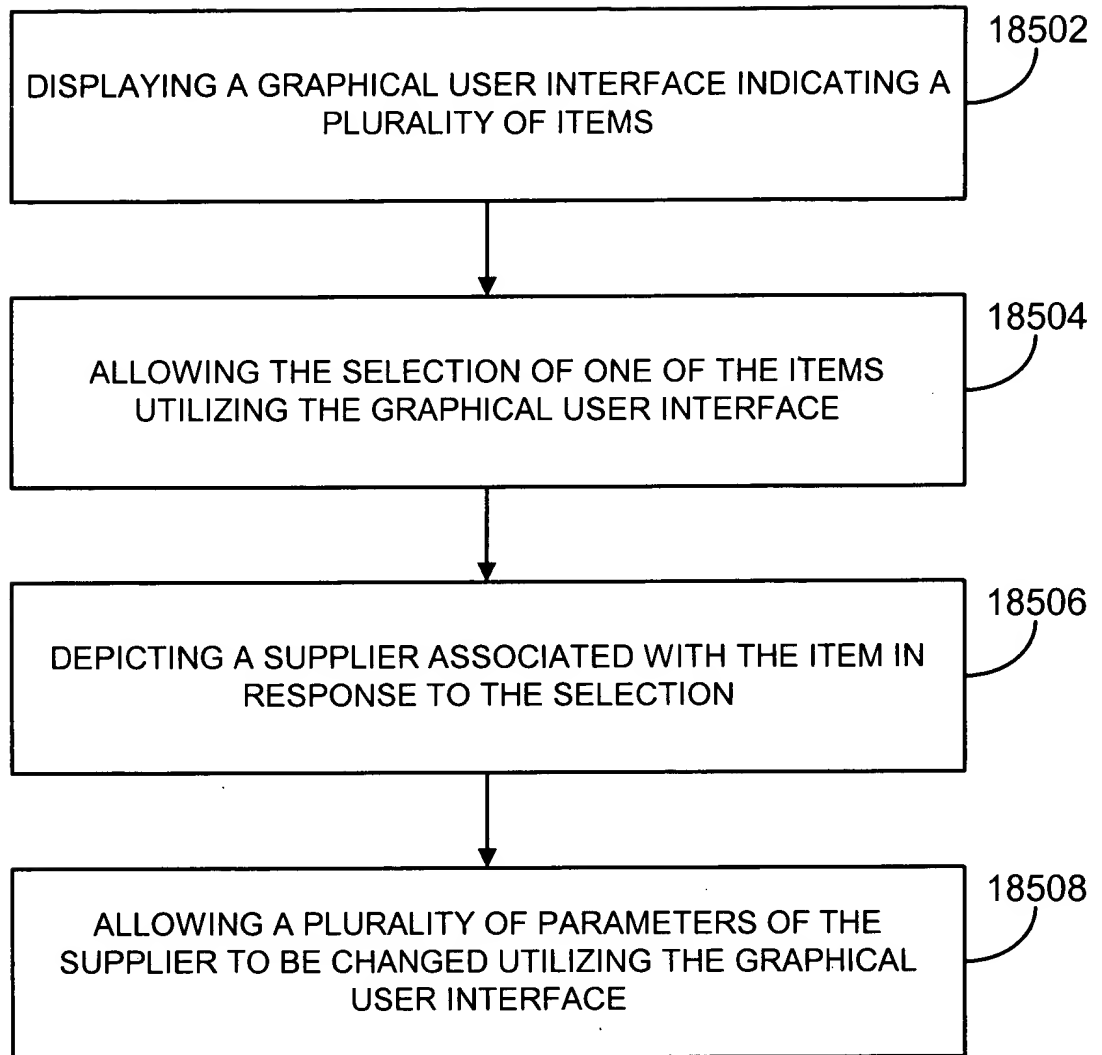 18502
DISPLAYING A GRAPHICAL USER INTERFACE INDICATING A
PLURALITY OF ITEMS
18504
ALLOWING THE SELECTION OF ONE OF THE ITEMS
UTILIZING THE GRAPHICAL USER INTERFACE
18506
DEPICTING A SUPPLIER ASSOCIATED WITH THE ITEM IN
RESPONSE TO THE SELECTION
18508
ALLOWING A PLURALITY OF PARAMETERS OF THE
SUPPLIER TO BE CHANGED UTILIZING THE GRAPHICAL
USER INTERFACE